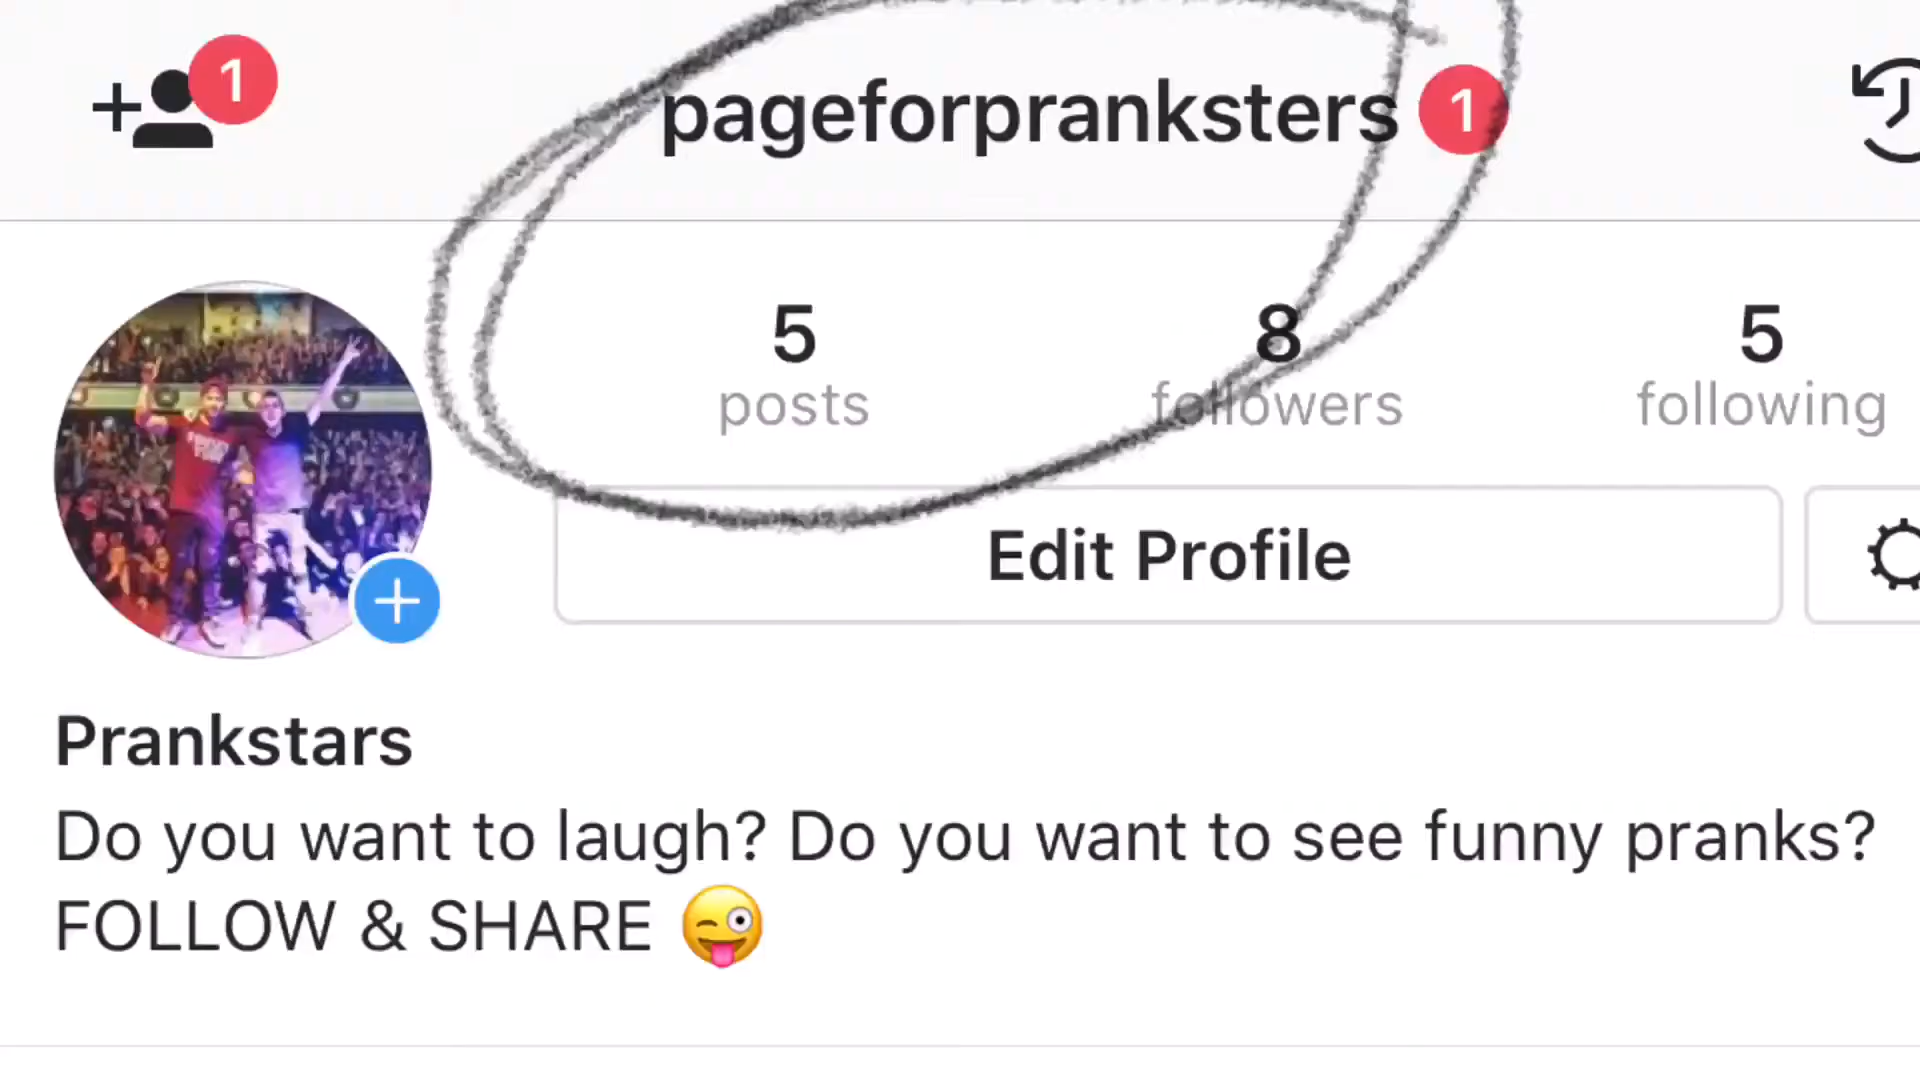 1
pageforpranksters 1
5 8 5
posts followers following
Edit Profile
Prankstars
Do you want to laugh? Do you want to see funny pranks?
FOLLOW & SHARE 😜